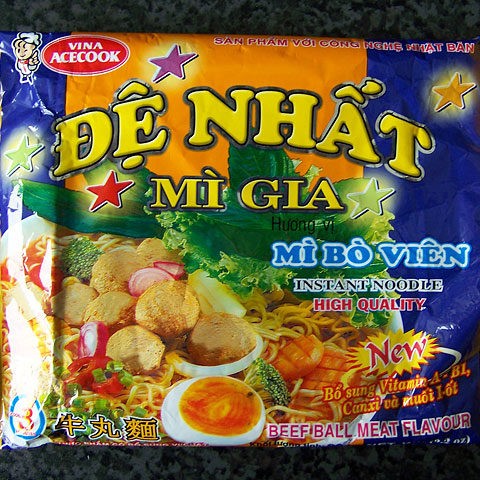 VINA
ACECOOK
SẢN PHẨM VỚI CÔNG NGHỆ NHẬT BẢN
ĐỆ NHẤT
MÌ GIA
Hương vị
MÌ BÒ VIÊN
INSTANT NOODLE
HIGH QUALITY
New
Bổ sung Vitamin A - B1,
Canxi và muối I-ốt
牛丸麵
BEEF BALL MEAT FLAVOUR